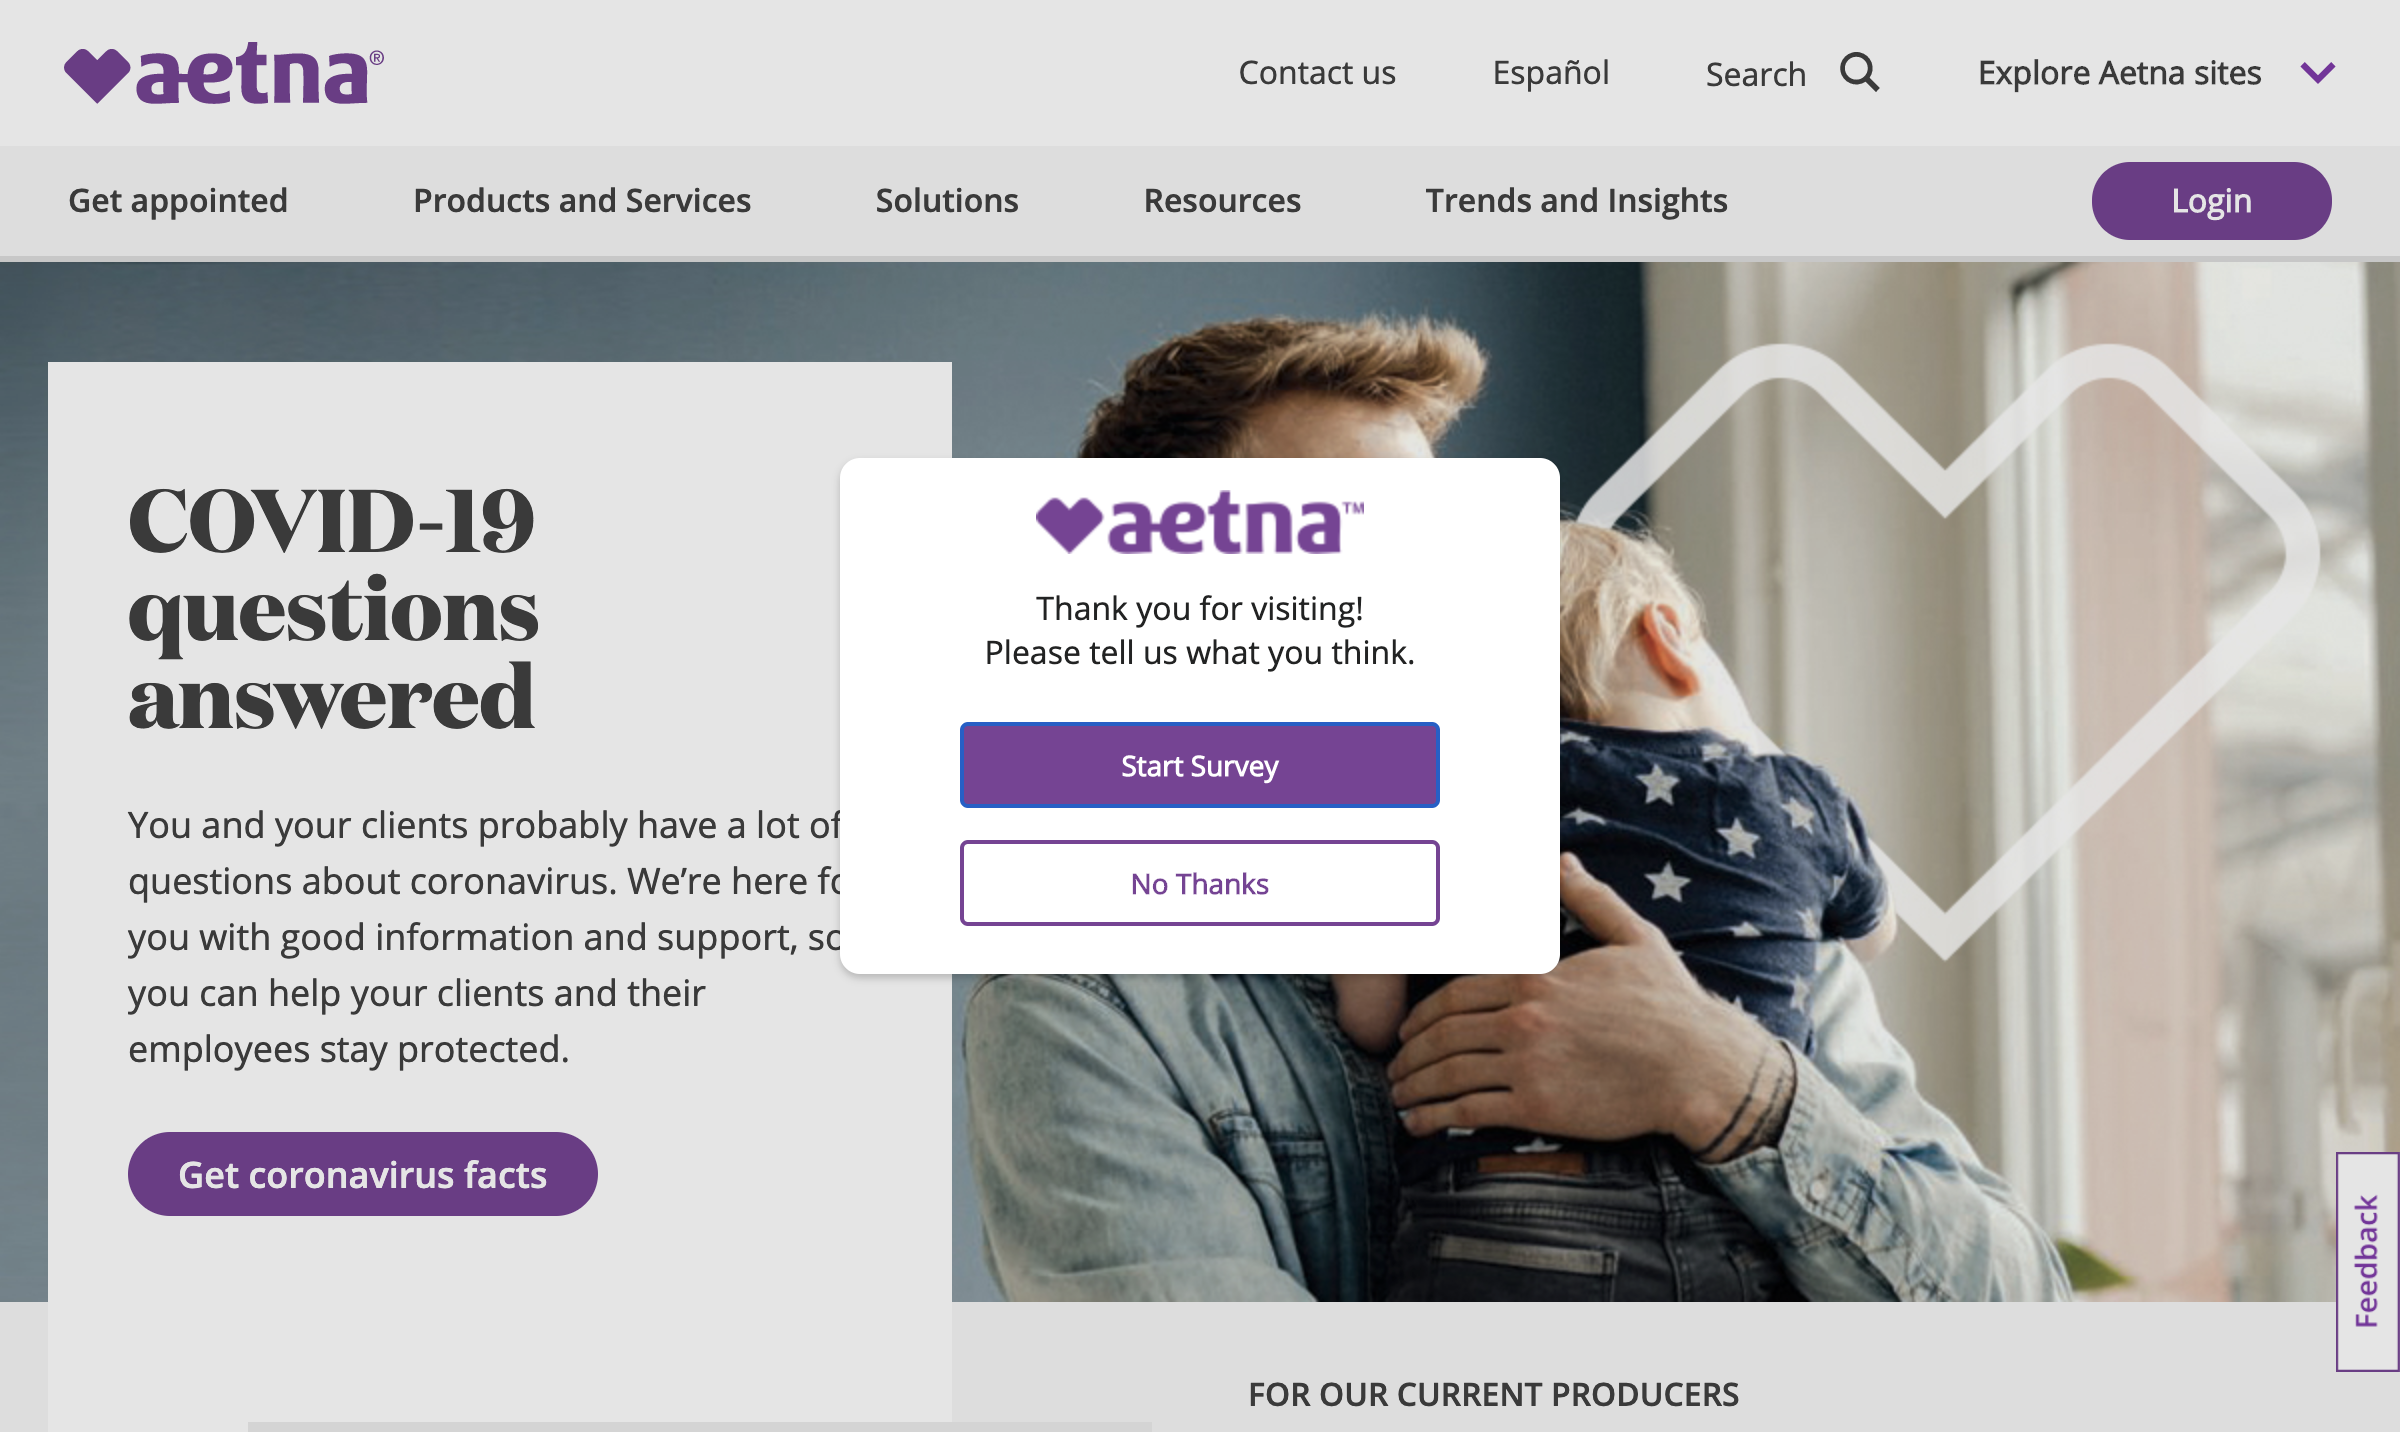 aetna®
Contact us
Español
Search
Explore Aetna sites
Get appointed
Products and Services
Solutions
Resources
Trends and Insights
Login
COVID-19
questions
answered
You and your clients probably have a lot of
questions about coronavirus. We’re here
you with good information and support,
you can help your clients and their
employees stay protected.
Get coronavirus facts
aetna™
Thank you for visiting!
Please tell us what you think.
Start Survey
No Thanks
Feedback
FOR OUR CURRENT PRODUCERS